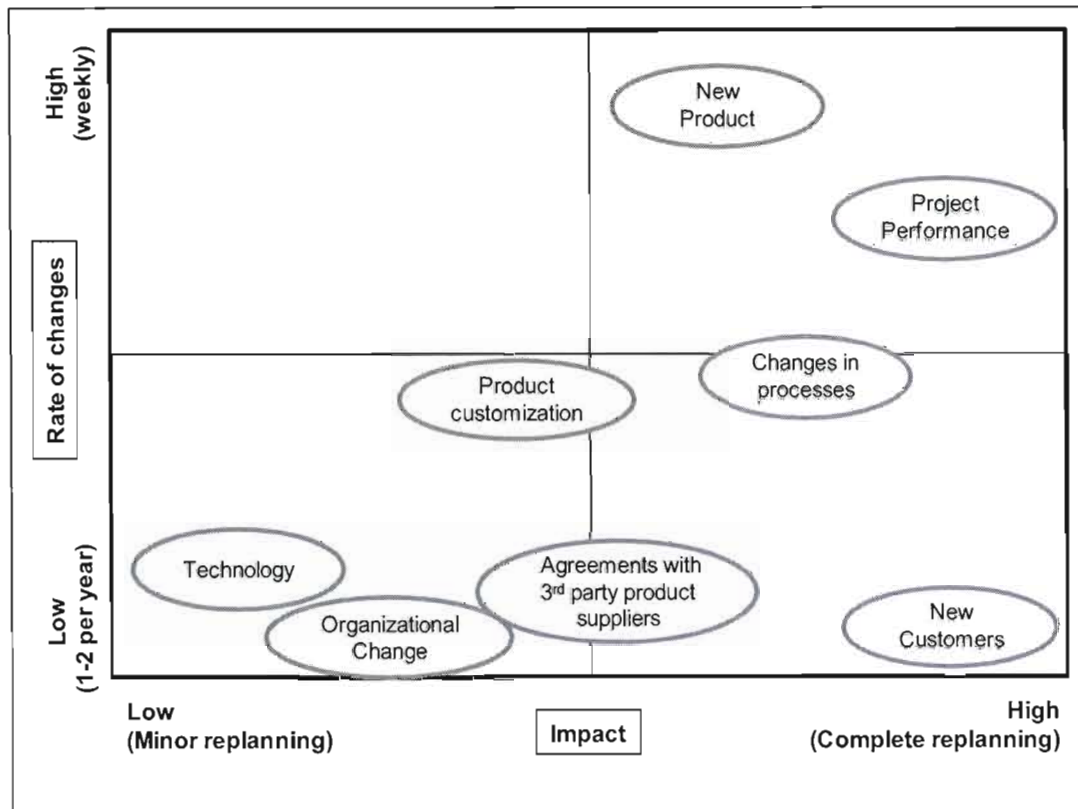 High
(weekly)
Rate of changes
Low
(1-2 per year)
New
Product
Project
Performance
Changes in
processes
Product
customization
Technology
Organizational
Change
Agreements with
3rd party product
suppliers
New
Customers
Low
(Minor replanning)
Impact
High
(Complete replanning)